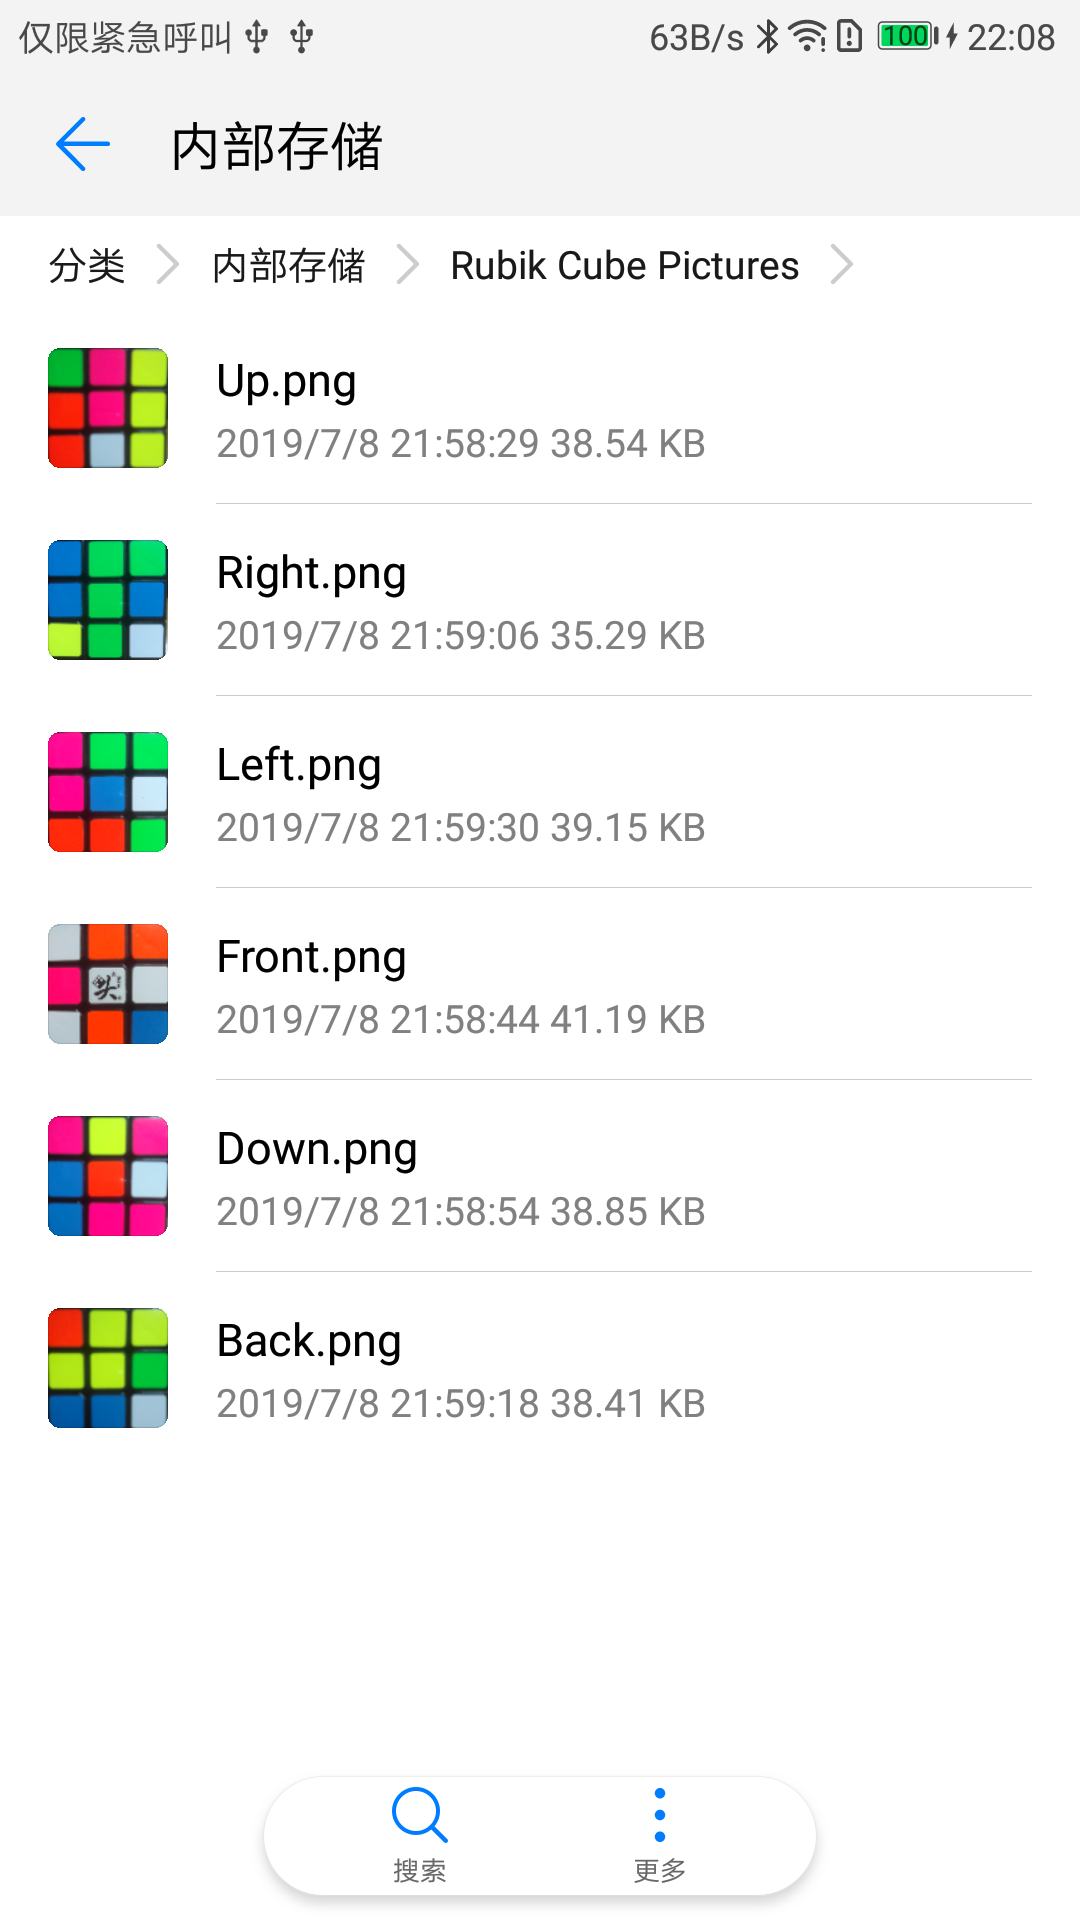 仅限紧急呼叫 63B/s 100 22:08
内部存储
分类 内部存储 Rubik Cube Pictures
Up.png
2019/7/8 21:58:29 38.54 KB
Right.png
2019/7/8 21:59:06 35.29 KB
Left.png
2019/7/8 21:59:30 39.15 KB
Front.png
2019/7/8 21:58:44 41.19 KB
Down.png
2019/7/8 21:58:54 38.85 KB
Back.png
2019/7/8 21:59:18 38.41 KB
搜索 更多